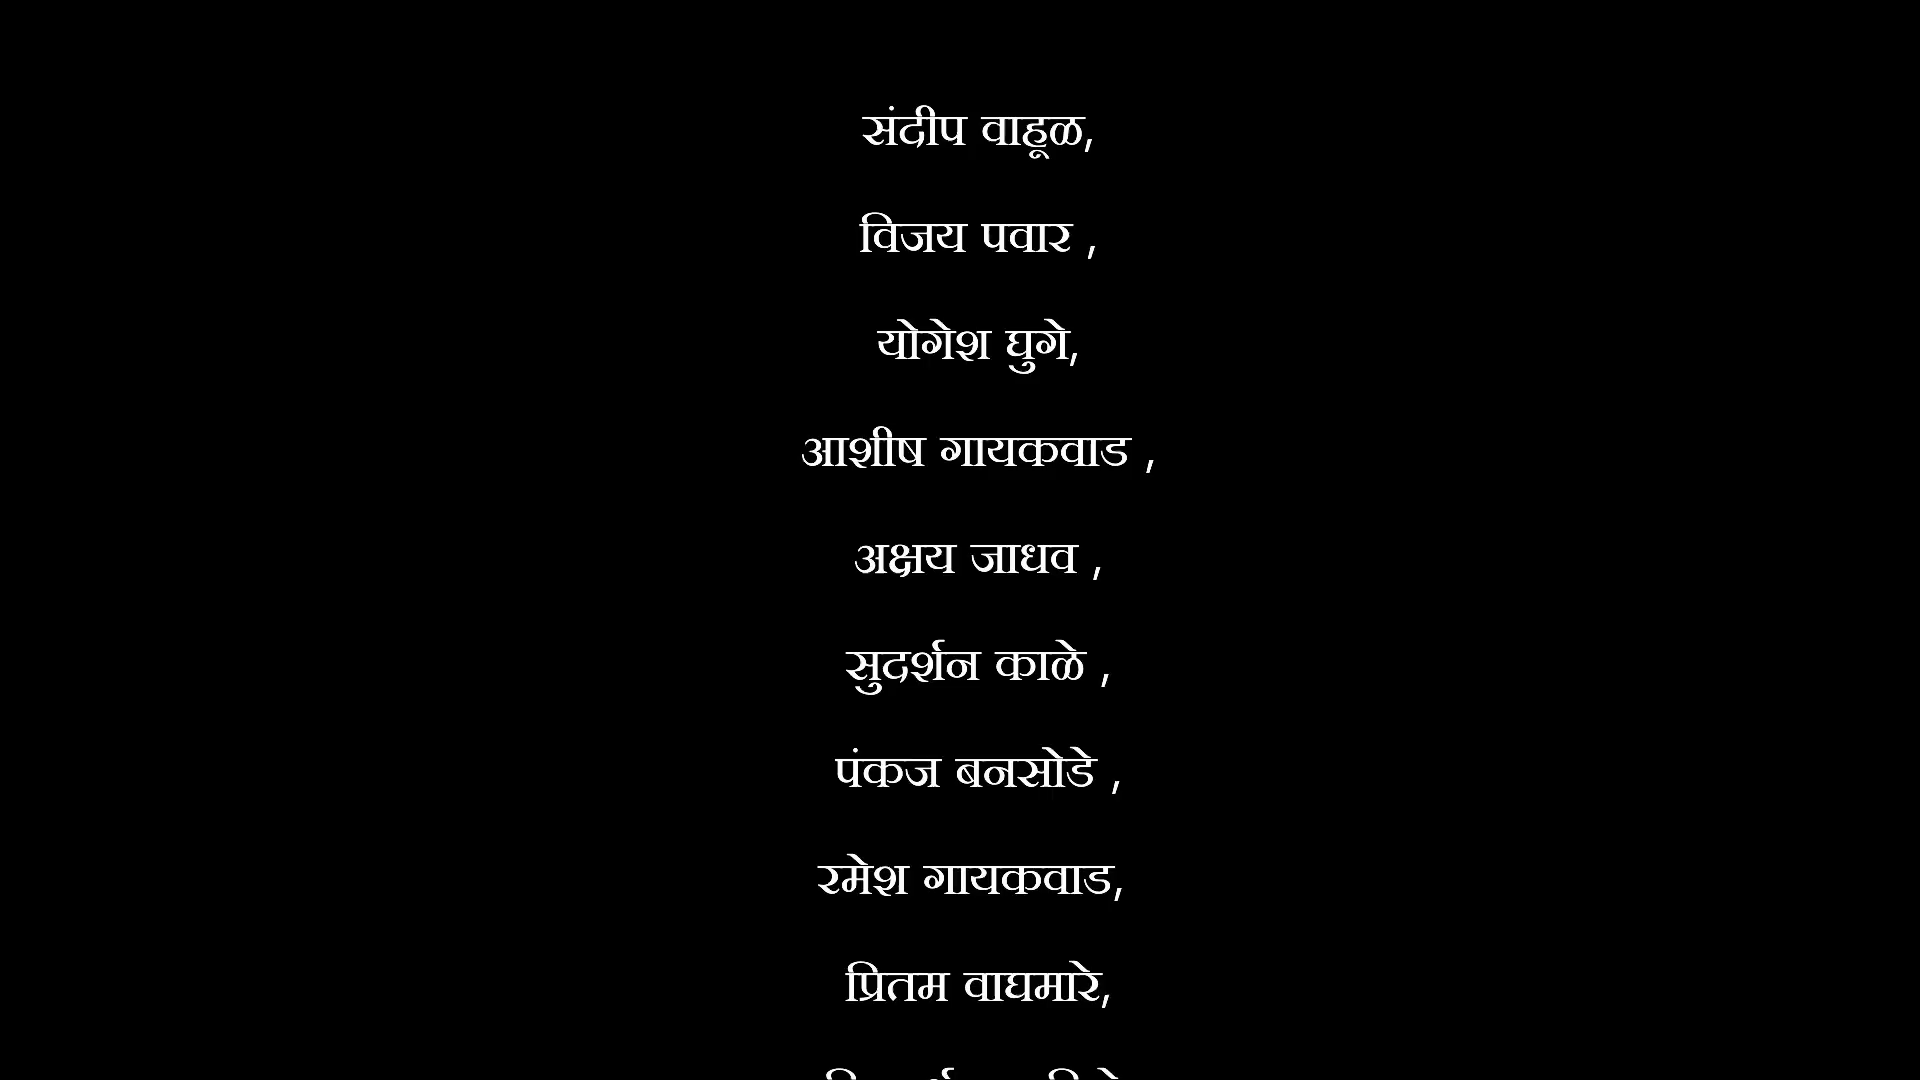 संदीप वाहूळ,
विजय पवार ,
योगेश घुगे,
आशीष गायकवाड ,
अक्षय जाधव ,
सुदर्शन काळे ,
पंकज बनसोडे ,
रमेश गायकवाड,
प्रितम वाघमारे,